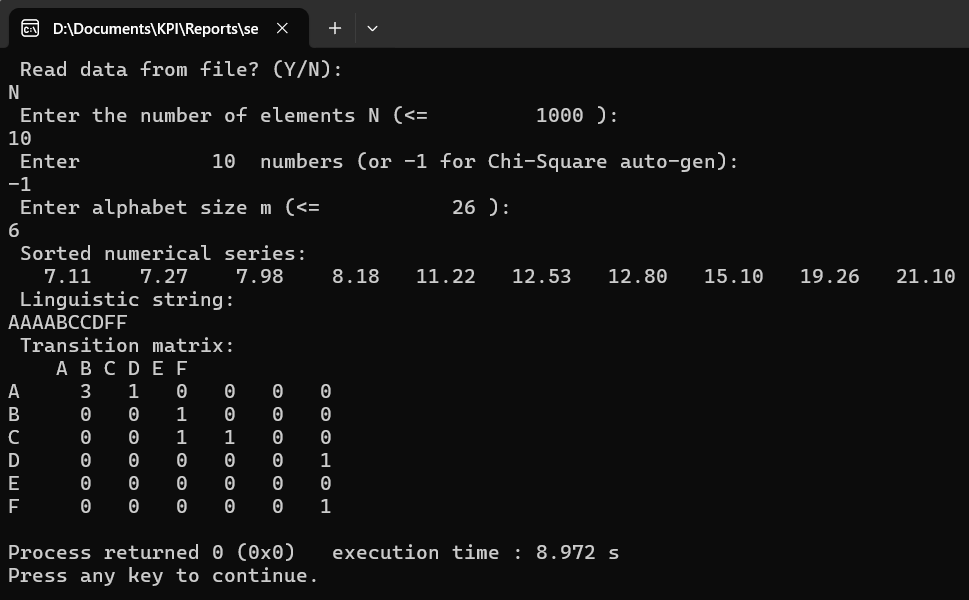 D:\Documents\KPI\Reports\se
Read data from file? (Y/N):
N
Enter the number of elements N (<=         1000 ):
10
Enter           10  numbers (or -1 for Chi-Square auto-gen):
-1
Enter alphabet size m (<=           26 ):
6
Sorted numerical series:
   7.11    7.27    7.98    8.18   11.22   12.53   12.80   15.10   19.26   21.10
Linguistic string:
AAAABCCDFF
Transition matrix:
    A B C D E F
A     3   1   0   0   0   0
B     0   0   1   0   0   0
C     0   0   1   1   0   0
D     0   0   0   0   0   1
E     0   0   0   0   0   0
F     0   0   0   0   0   1
Process returned 0 (0x0)   execution time : 8.972 s
Press any key to continue.